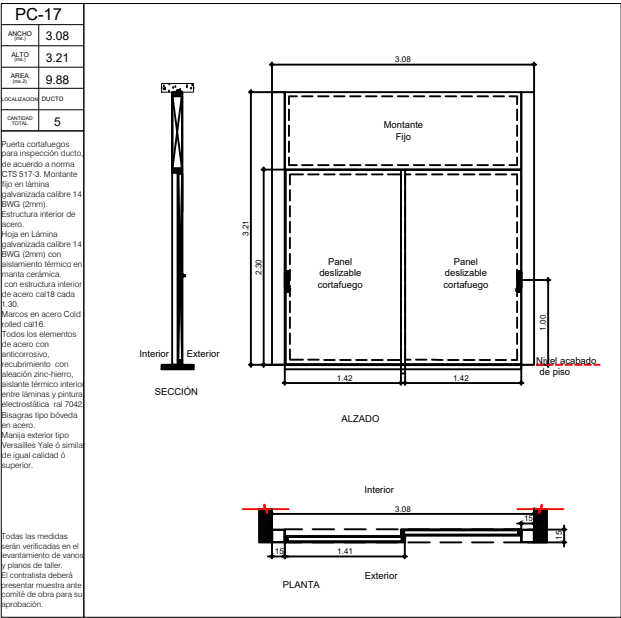 PC-17
ANCHO (ms.) 3.08
ALTO (ms.) 3.21
AREA (ms.2) 9.88
LOCALIZACION DUCTO
CANTIDAD TOTAL 5
Puerta cortafuegos
para inspección ducto,
de acuerdo a norma
CTS 517-3. Montante
fijo en lámina
galvanizada calibre 14
BWG (2mm).
Estructura interior de
acero.
Hoja en Lámina
galvanizada calibre 14
BWG (2mm) con
aislamiento térmico en
manta cerámica.
con estructura interior
de acero cal18 cada
1.30.
Marcos en acero Cold
rolled cal16.
Todos los elementos
de acero con
anticorrosivo,
recubrimiento con
aleación zinc-hierro,
aislante térmico interior
entre láminas y pintura
electrostática ral 7042
Bisagras tipo bóveda
en acero.
Manija exterior tipo
Versailles Yale ó similar
de igual calidad ó
superior.
Todas las medidas
serán verificadas en el
levantamiento de vanos
y planos de taller.
El contratista deberá
presentar muestra ante
comité de obra para su
aprobación.
Interior Exterior
SECCIÓN
3.08
Montante
Fijo
3.21
2.30
Panel
deslizable
cortafuego
Panel
deslizable
cortafuego
1.00
Nivel acabado
de piso
1.42 1.42
ALZADO
Interior
3.08
.15
.15
.15 1.41
Exterior
PLANTA